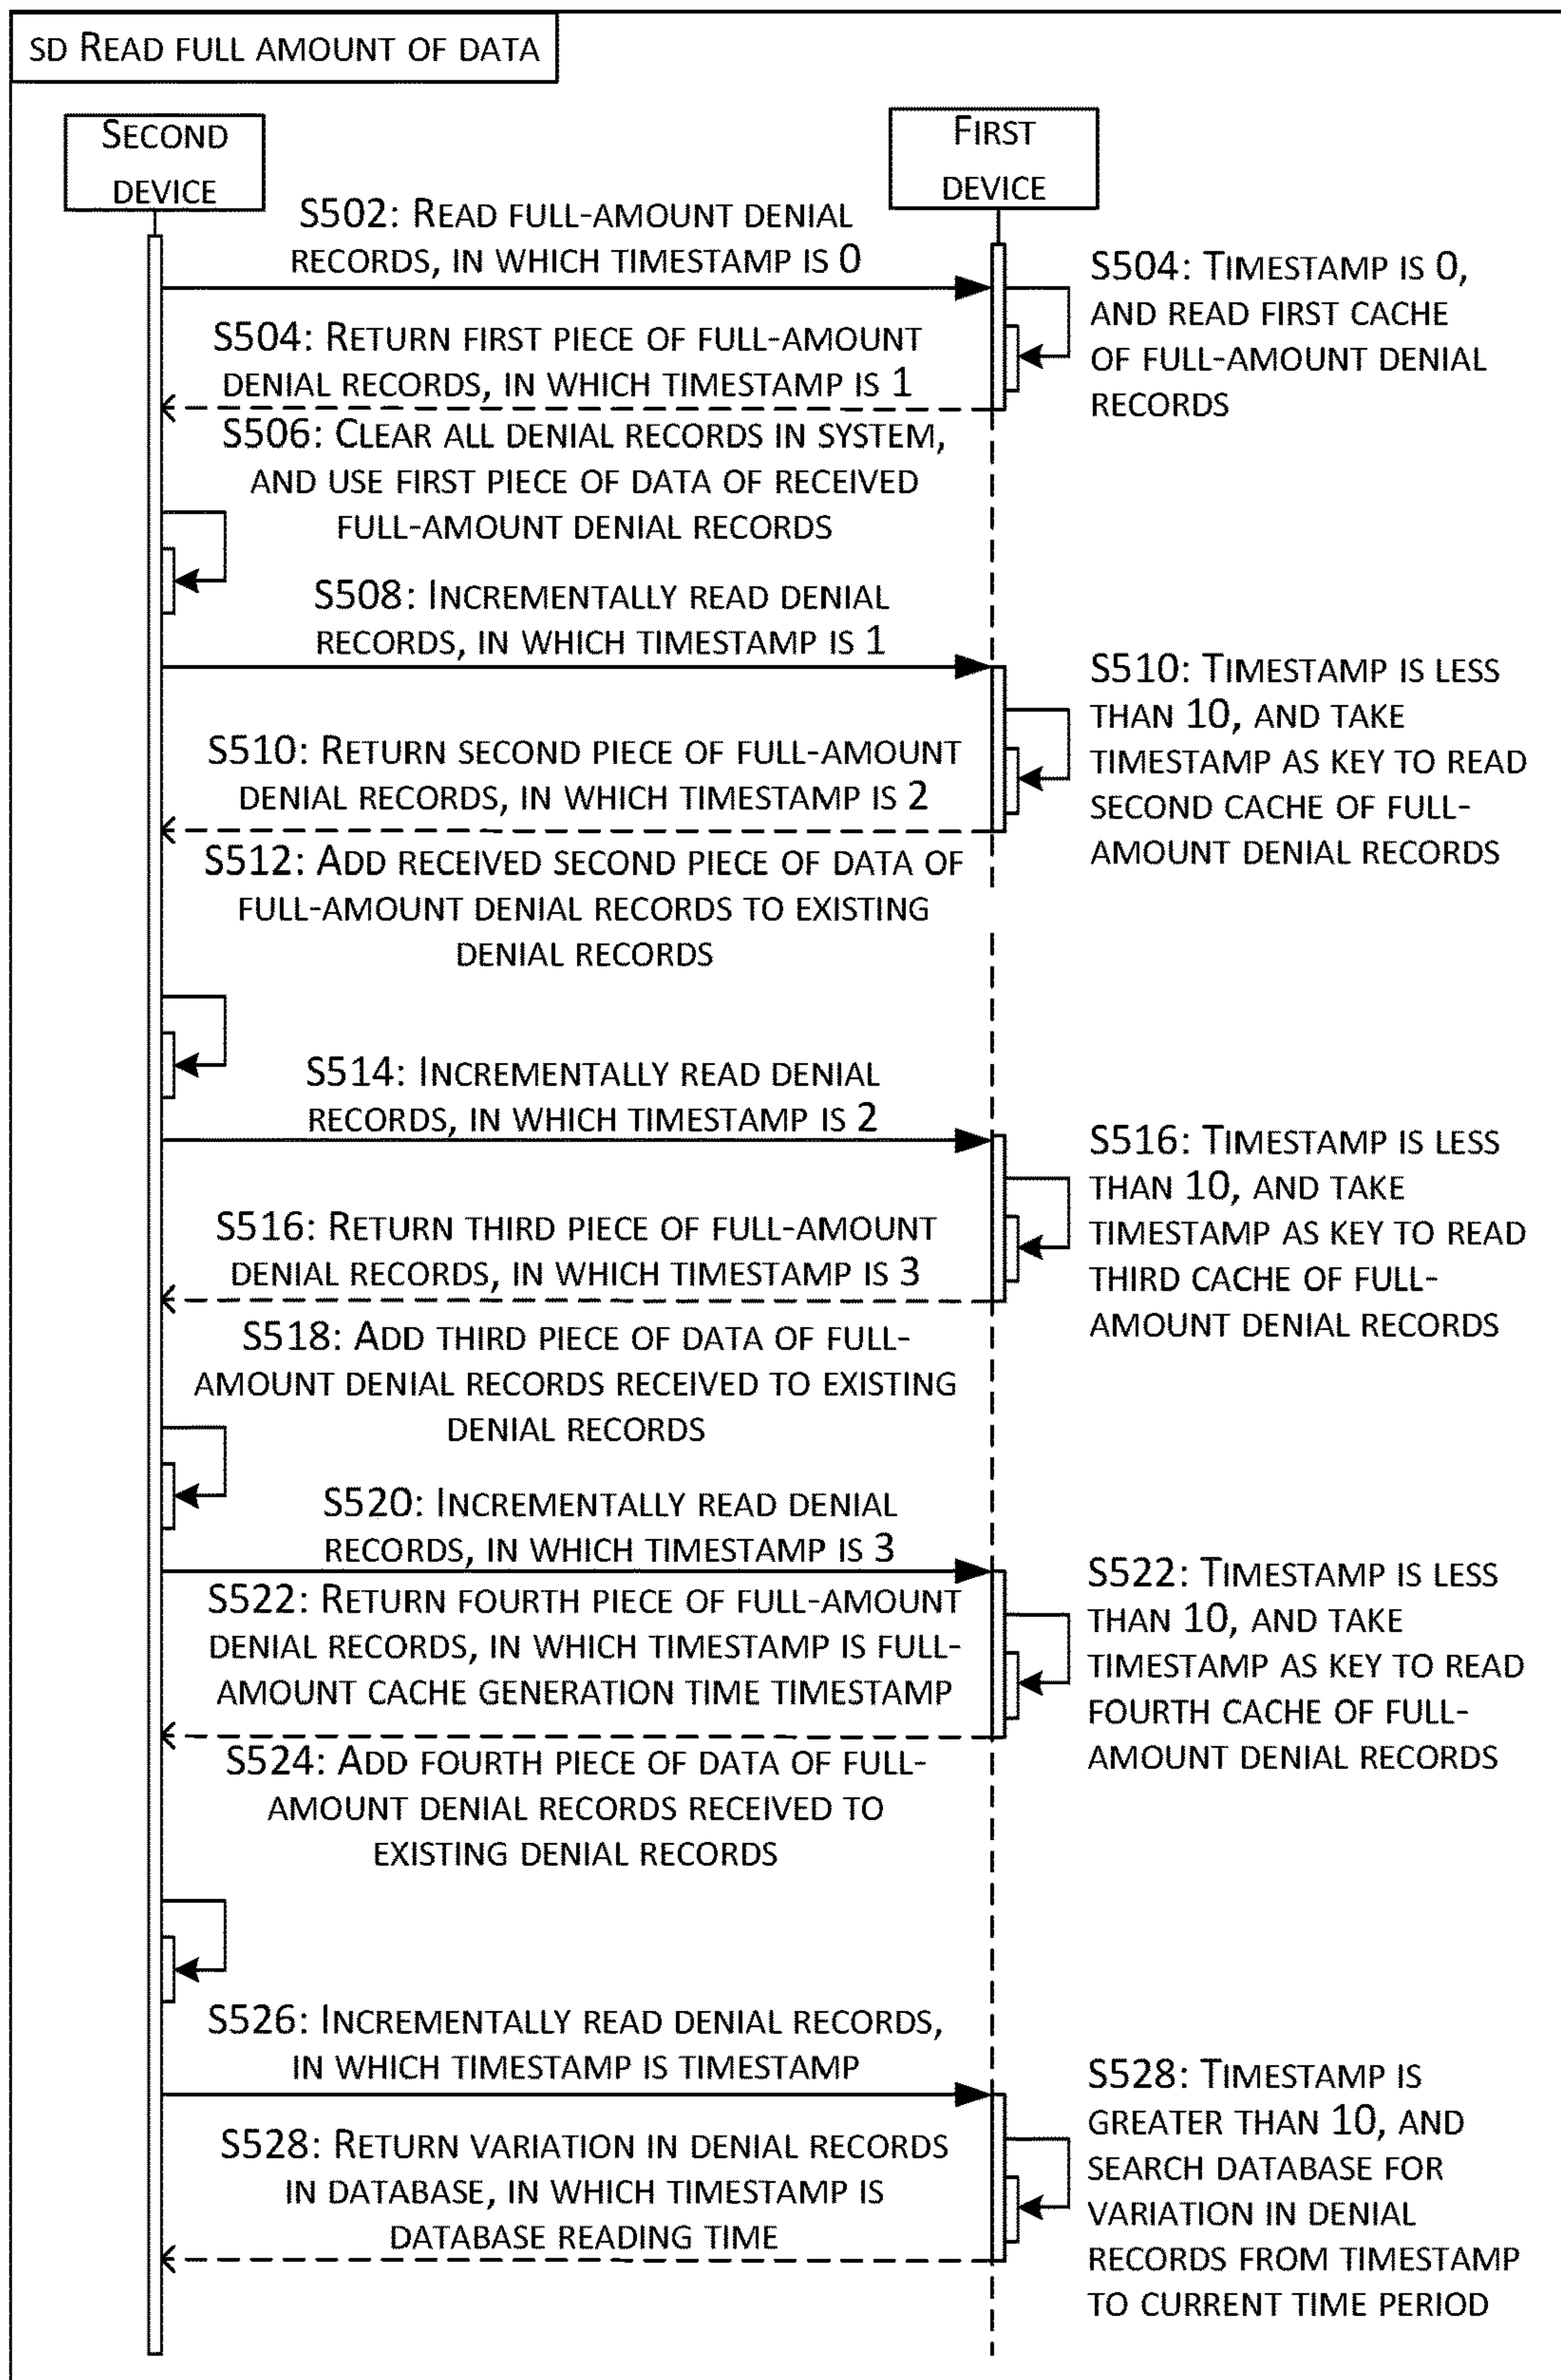 SD READ FULL AMOUNT OF DATA
SECOND
DEVICE
FIRST
DEVICE
S502: READ FULL-AMOUNT DENIAL
RECORDS, IN WHICH TIMESTAMP IS 0
S504: TIMESTAMP IS 0,
AND READ FIRST CACHE
OF FULL-AMOUNT DENIAL
RECORDS
S504: RETURN FIRST PIECE OF FULL-AMOUNT
DENIAL RECORDS, IN WHICH TIMESTAMP IS 1
S506: CLEAR ALL DENIAL RECORDS IN SYSTEM,
AND USE FIRST PIECE OF DATA OF RECEIVED
FULL-AMOUNT DENIAL RECORDS
S508: INCREMENTALLY READ DENIAL
RECORDS, IN WHICH TIMESTAMP IS 1
S510: TIMESTAMP IS LESS
THAN 10, AND TAKE
TIMESTAMP AS KEY TO READ
SECOND CACHE OF FULL-
AMOUNT DENIAL RECORDS
S510: RETURN SECOND PIECE OF FULL-AMOUNT
DENIAL RECORDS, IN WHICH TIMESTAMP IS 2
S512: ADD RECEIVED SECOND PIECE OF DATA OF
FULL-AMOUNT DENIAL RECORDS TO EXISTING
DENIAL RECORDS
S514: INCREMENTALLY READ DENIAL
RECORDS, IN WHICH TIMESTAMP IS 2
S516: TIMESTAMP IS LESS
THAN 10, AND TAKE
TIMESTAMP AS KEY TO READ
THIRD CACHE OF FULL-
AMOUNT DENIAL RECORDS
S516: RETURN THIRD PIECE OF FULL-AMOUNT
DENIAL RECORDS, IN WHICH TIMESTAMP IS 3
S518: ADD THIRD PIECE OF DATA OF FULL-
AMOUNT DENIAL RECORDS RECEIVED TO EXISTING
DENIAL RECORDS
S520: INCREMENTALLY READ DENIAL
RECORDS, IN WHICH TIMESTAMP IS 3
S522: TIMESTAMP IS LESS
THAN 10, AND TAKE
TIMESTAMP AS KEY TO READ
FOURTH CACHE OF FULL-
AMOUNT DENIAL RECORDS
S522: RETURN FOURTH PIECE OF FULL-AMOUNT
DENIAL RECORDS, IN WHICH TIMESTAMP IS FULL-
AMOUNT CACHE GENERATION TIME TIMESTAMP
S524: ADD FOURTH PIECE OF DATA OF FULL-
AMOUNT DENIAL RECORDS RECEIVED TO
EXISTING DENIAL RECORDS
S526: INCREMENTALLY READ DENIAL RECORDS,
IN WHICH TIMESTAMP IS TIMESTAMP
S528: TIMESTAMP IS
GREATER THAN 10, AND
SEARCH DATABASE FOR
VARIATION IN DENIAL
RECORDS FROM TIMESTAMP
TO CURRENT TIME PERIOD
S528: RETURN VARIATION IN DENIAL RECORDS
IN DATABASE, IN WHICH TIMESTAMP IS
DATABASE READING TIME